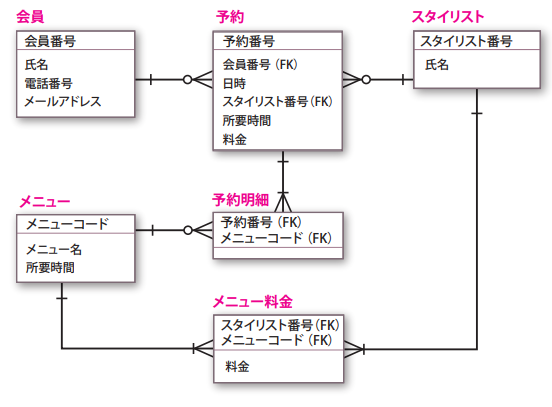 会員
会員番号
氏名
電話番号
メールアドレス
予約
予約番号
会員番号(FK)
日時
スタイリスト番号(FK)
所要時間
料金
スタイリスト
スタイリスト番号
氏名
メニュー
メニューコード
メニュー名
所要時間
予約明細
予約番号(FK)
メニューコード(FK)
メニュー料金
スタイリスト番号(FK)
メニューコード(FK)
料金